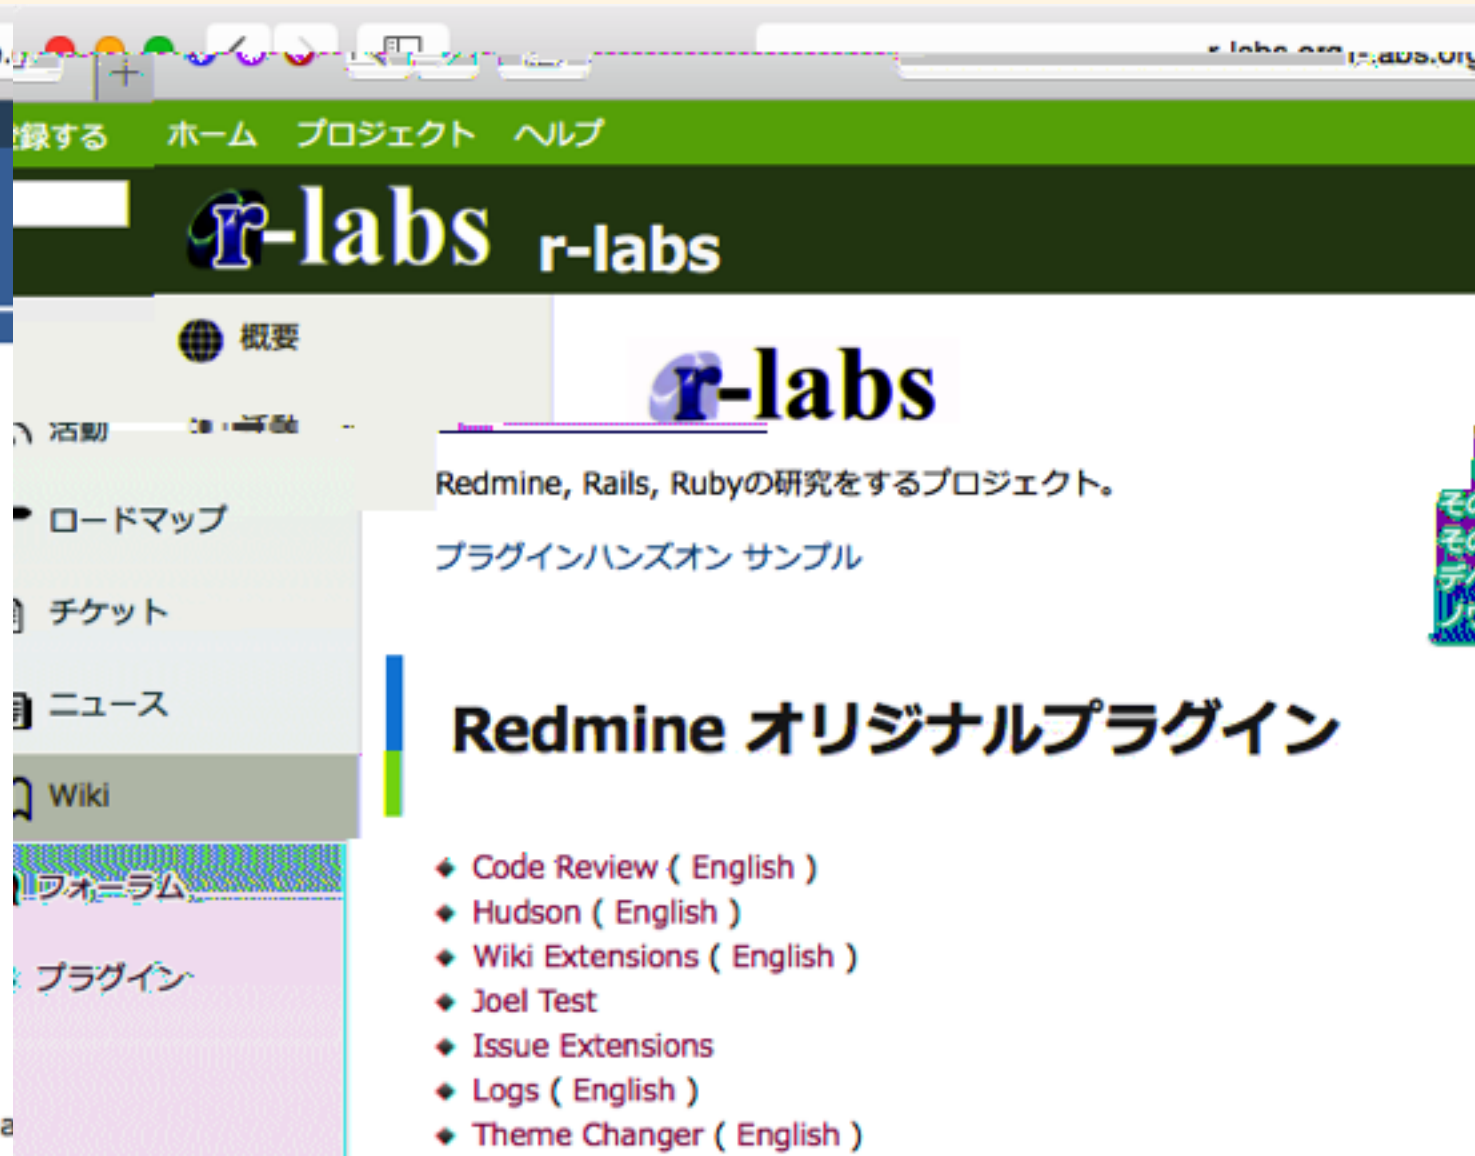 r-labs.org
録する ホーム プロジェクト ヘルプ
r-labs r-labs
概要
r-labs
活動 活動
Redmine, Rails, Rubyの研究をするプロジェクト。
ロードマップ
プラグインハンズオン サンプル
チケット
ニュース
Redmine オリジナルプラグイン
Wiki
Code Review ( English )
フォーラム
Hudson ( English )
Wiki Extensions ( English )
プラグイン
Joel Test
Issue Extensions
Logs ( English )
Theme Changer ( English )